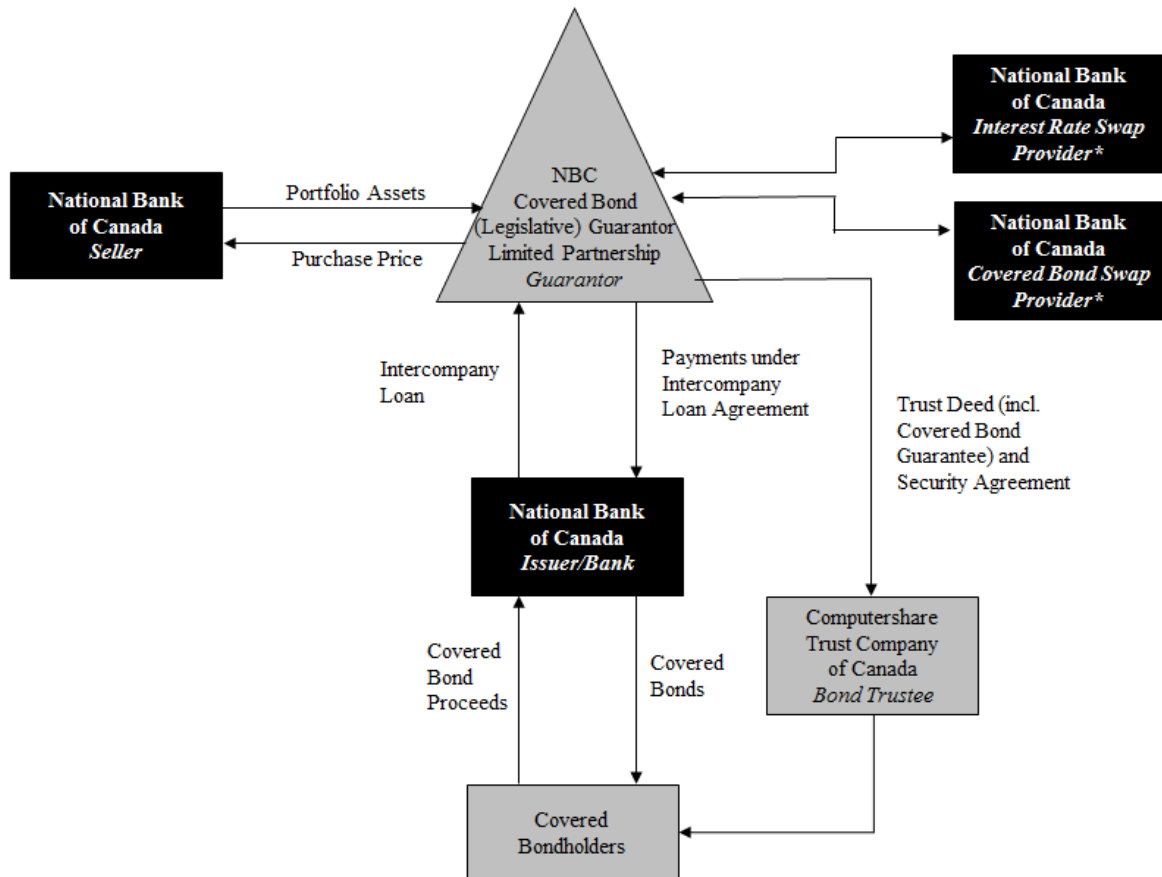 National Bank
of Canada
Interest Rate Swap
Provider*
NBC
Covered Bond
(Legislative) Guarantor
Limited Partnership
Guarantor
Portfolio Assets
National Bank
of Canada
Seller
Purchase Price
National Bank
of Canada
Covered Bond Swap
Provider*
Intercompany
Loan
Payments under
Intercompany
Loan Agreement
Trust Deed (incl.
Covered Bond
Guarantee) and
Security Agreement
National Bank
of Canada
Issuer/Bank
Computershare
Trust Company
of Canada
Bond Trustee
Covered
Bond
Proceeds
Covered
Bonds
Covered
Bondholders